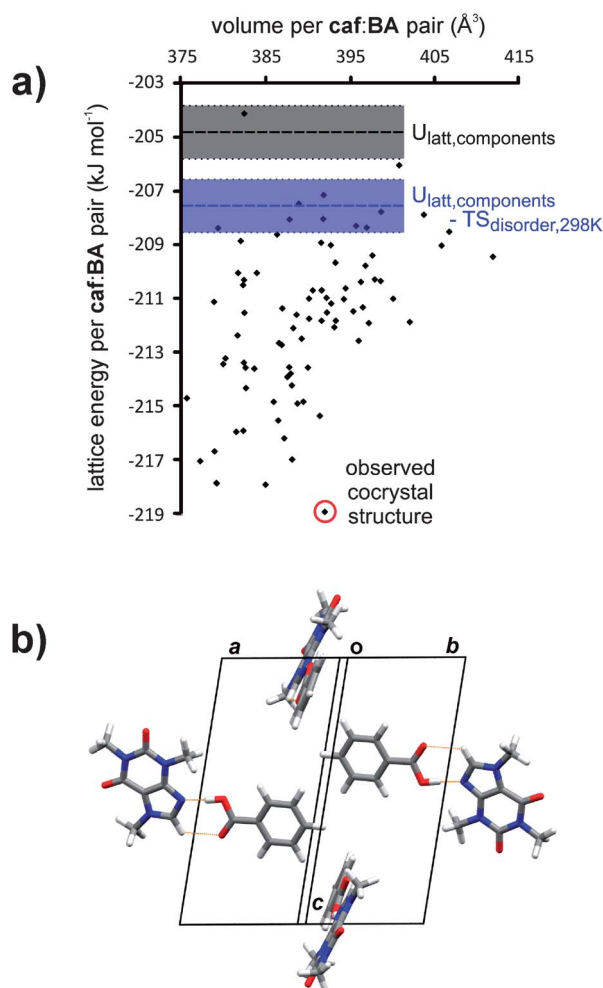 a)
volume per caf:BA pair (Å³)
375 385 395 405 415
lattice energy per caf:BA pair (kJ mol⁻¹)
-203
-205
-207
-209
-211
-213
-215
-217
-219
Ulatt,components
Ulatt,components
- TSdisorder,298K
observed
cocrystal
structure
b)
a o b
c